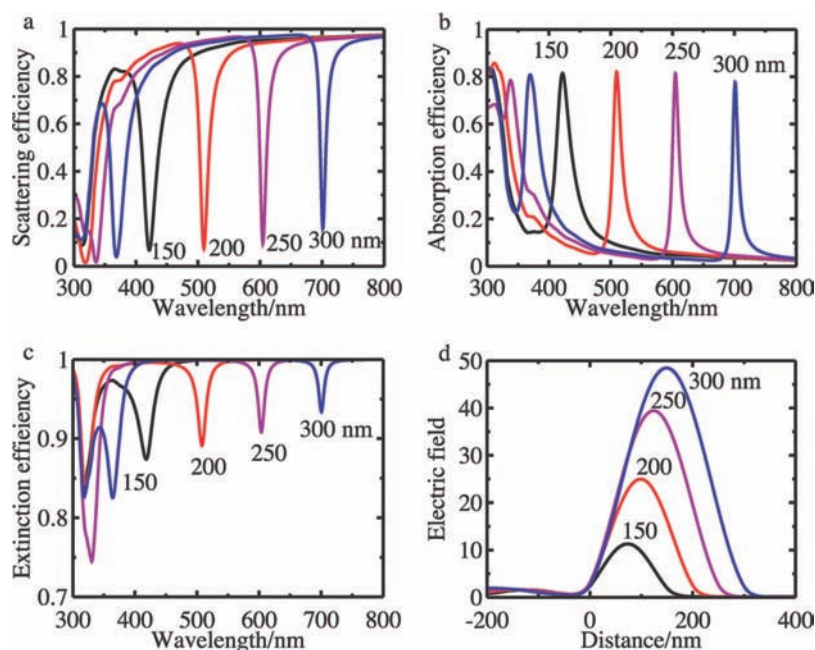 a
Scattering efficiency
1
0.8
0.6
0.4
0.2
0
150
200
250
300 nm
300 400 500 600 700 800
Wavelength/nm
b
Absorption efficiency
1
0.8
0.6
0.4
0.2
0
150
200
250
300 nm
300 400 500 600 700 800
Wavelength/nm
c
Extinction effieiency
1
0.9
0.8
0.7
150
200
250
300 nm
300 400 500 600 700 800
Wavelength/nm
d
Electric field
50
40
30
20
10
0
300 nm
250
200
150
-200 0 200 400
Distance/nm